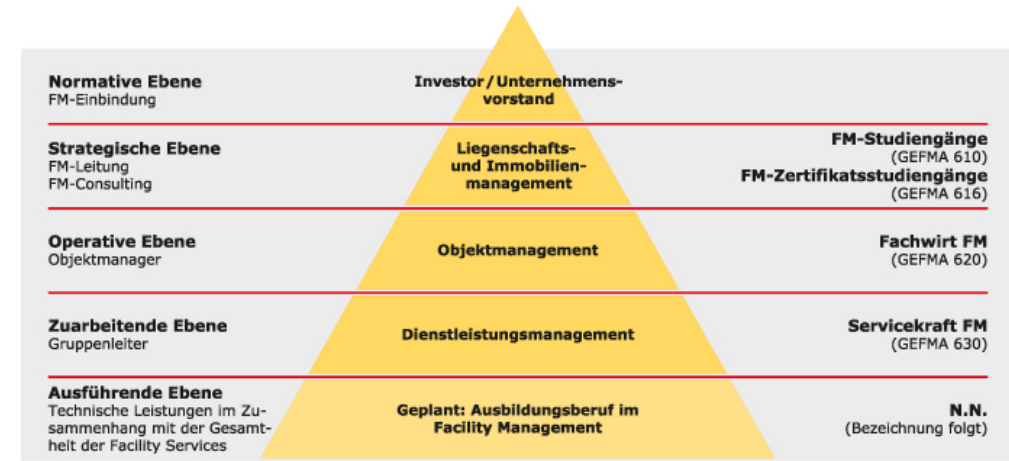 Normative Ebene
FM-Einbindung
Investor / Unternehmens-
vorstand
Strategische Ebene
FM-Leitung
FM-Consulting
Liegenschafts-
und Immobilien-
management
FM-Studiengänge
(GEFMA 610)
FM-Zertifikatsstudiengänge
(GEFMA 616)
Operative Ebene
Objektmanager
Objektmanagement
Fachwirt FM
(GEFMA 620)
Zuarbeitende Ebene
Gruppenleiter
Dienstleistungsmanagement
Servicekraft FM
(GEFMA 630)
Ausführende Ebene
Technische Leistungen im Zu-
sammenhang mit der Gesamt-
heit der Facility Services
Geplant: Ausbildungsberuf im
Facility Management
N.N.
(Bezeichnung folgt)